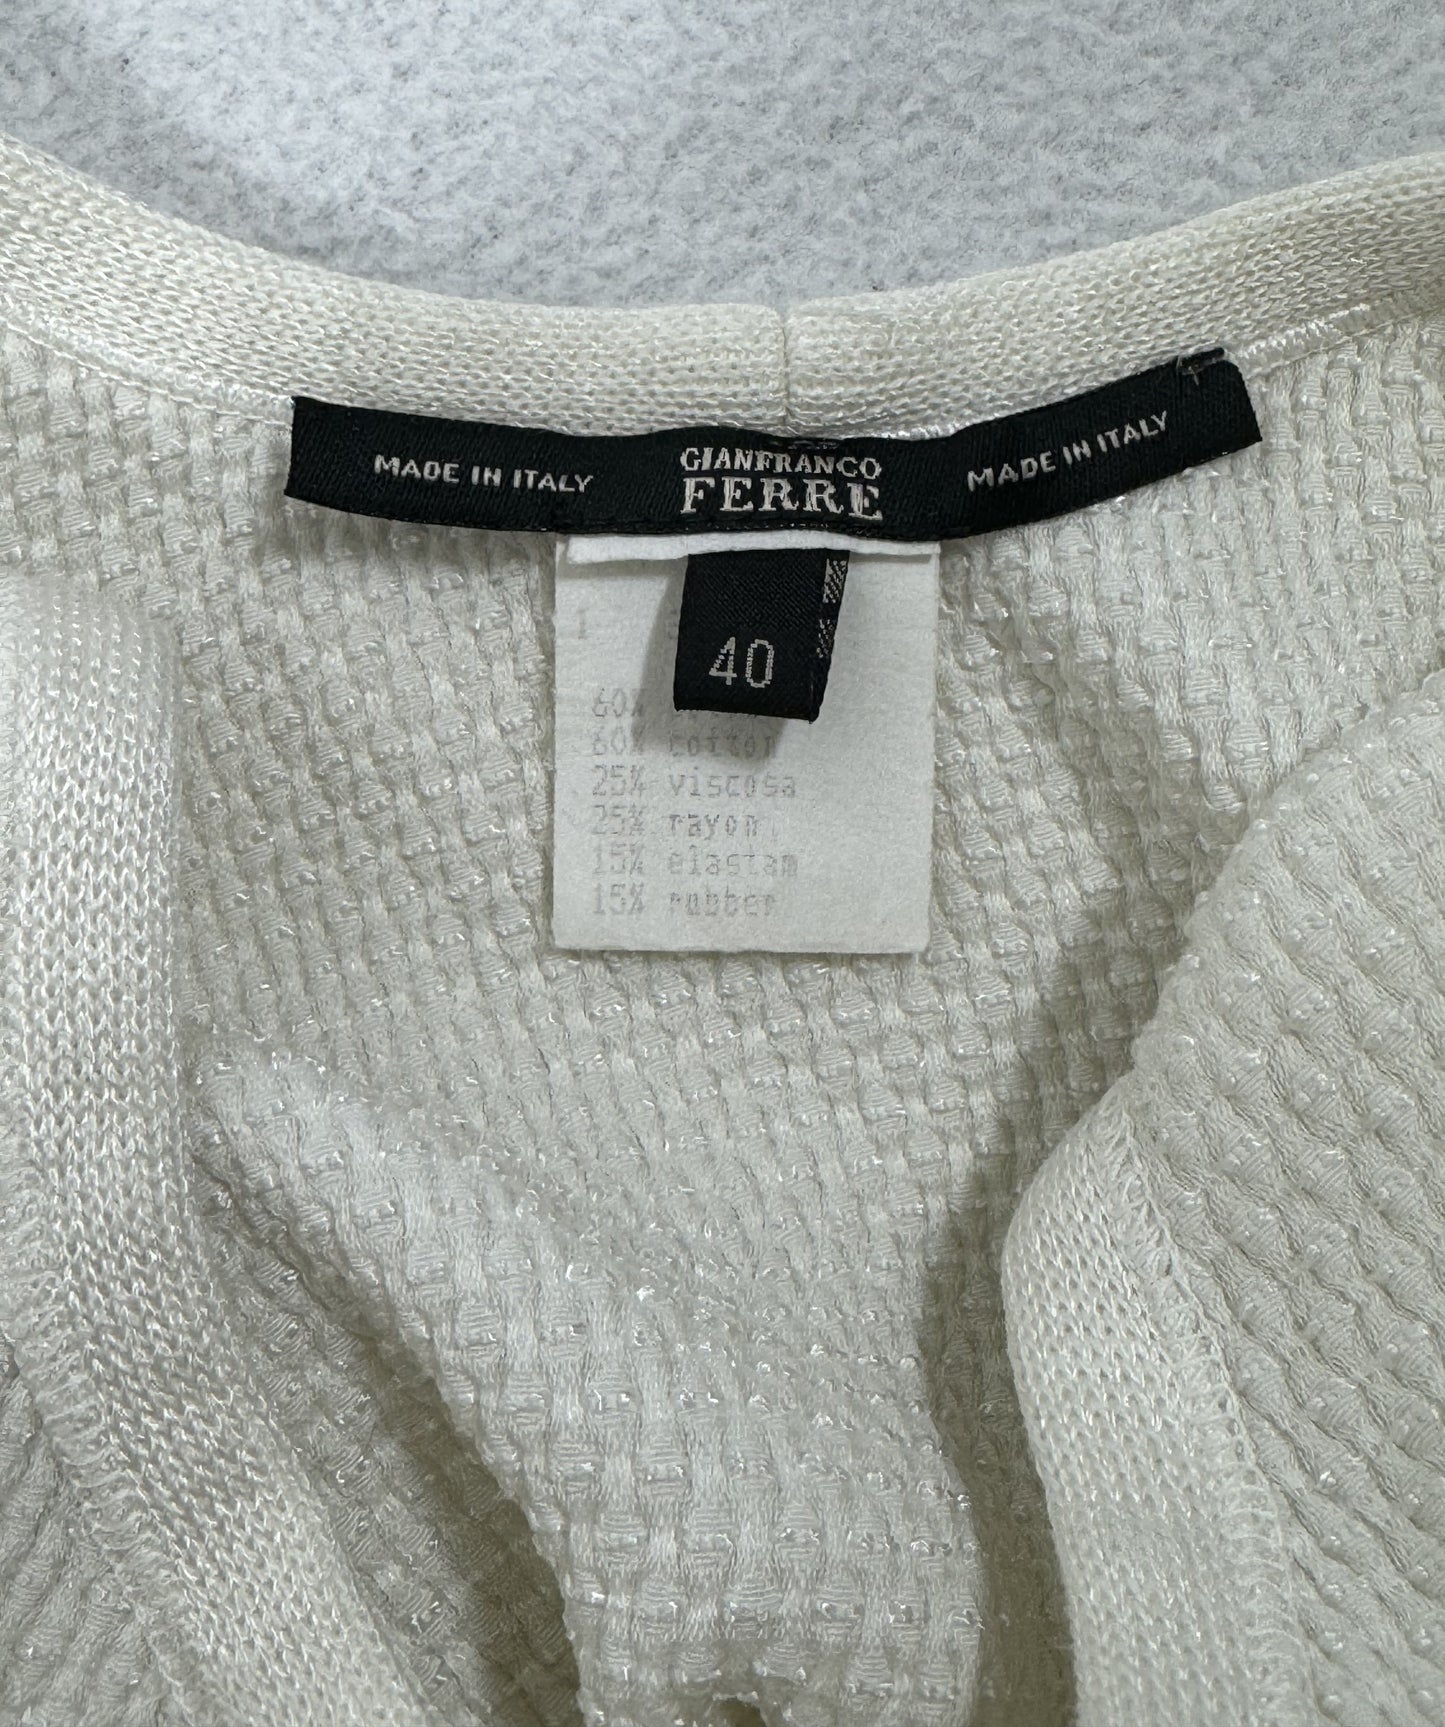 MADE IN ITALY
GIANFRANCO
FERRE
MADE IN ITALY
40
60%
60% cotton
25% viscosa
25% rayon
15% elastam
15% rubber